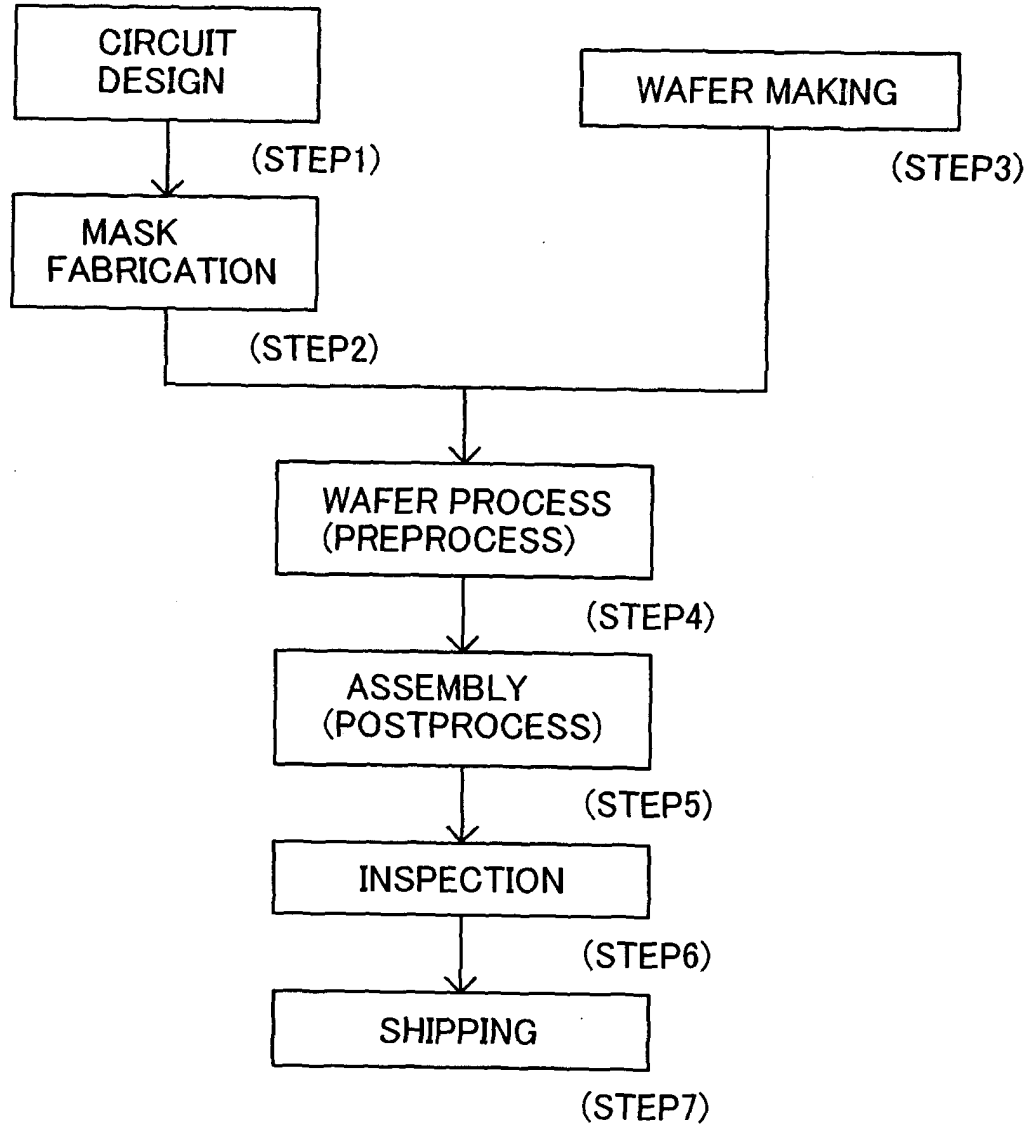 CIRCUIT
DESIGN
(STEP1)
WAFER MAKING
(STEP3)
MASK
FABRICATION
(STEP2)
WAFER PROCESS
(PREPROCESS)
(STEP4)
ASSEMBLY
(POSTPROCESS)
(STEP5)
INSPECTION
(STEP6)
SHIPPING
(STEP7)